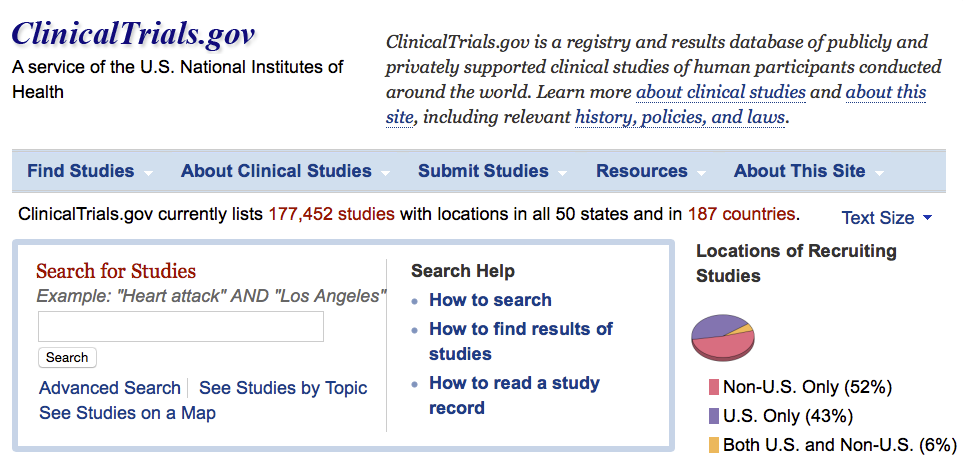 ClinicalTrials.gov
A service of the U.S. National Institutes of
Health
ClinicalTrials.gov is a registry and results database of publicly and
privately supported clinical studies of human participants conducted
around the world. Learn more about clinical studies and about this
site, including relevant history, policies, and laws.
Find Studies About Clinical Studies Submit Studies Resources About This Site
ClinicalTrials.gov currently lists 177,452 studies with locations in all 50 states and in 187 countries.
Text Size
Search for Studies
Example: "Heart attack" AND "Los Angeles"
Search
Advanced Search See Studies by Topic
See Studies on a Map
Search Help
How to search
How to find results of
studies
How to read a study
record
Locations of Recruiting
Studies
Non-U.S. Only (52%)
U.S. Only (43%)
Both U.S. and Non-U.S. (6%)